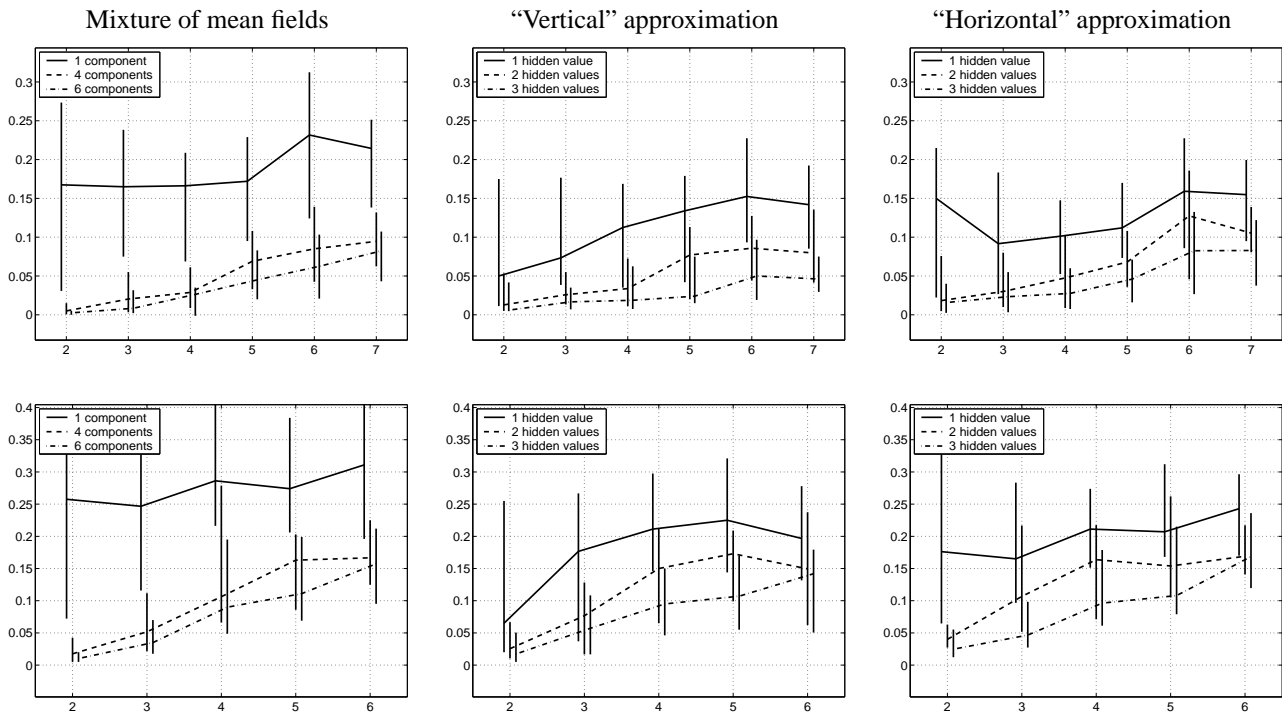 Mixture of mean fields
“Vertical” approximation
“Horizontal” approximation
1 component
4 components
6 components
0.3
0.25
0.2
0.15
0.1
0.05
0
2 3 4 5 6 7
1 hidden value
2 hidden values
3 hidden values
0.3
0.25
0.2
0.15
0.1
0.05
0
2 3 4 5 6 7
1 hidden value
2 hidden values
3 hidden values
0.3
0.25
0.2
0.15
0.1
0.05
0
2 3 4 5 6 7
1 component
4 components
6 components
0.4
0.35
0.3
0.25
0.2
0.15
0.1
0.05
0
2 3 4 5 6
1 hidden value
2 hidden values
3 hidden values
0.4
0.35
0.3
0.25
0.2
0.15
0.1
0.05
0
2 3 4 5 6
1 hidden value
2 hidden values
3 hidden values
0.4
0.35
0.3
0.25
0.2
0.15
0.1
0.05
0
2 3 4 5 6